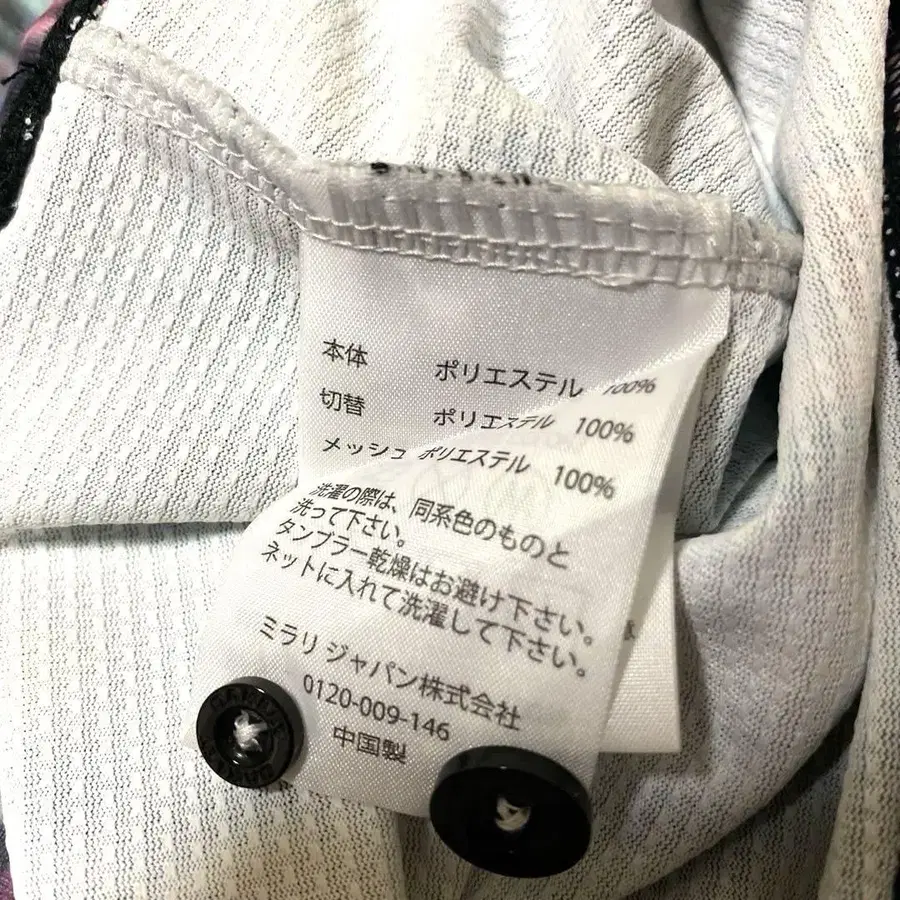 本体 ポリエステル 100%
切替 ポリエステル 100%
メッシュ ポリエステル 100%
洗濯の際は、同系色のものと
洗って下さい。
タンブラー乾燥はお避け下さい。
ネットに入れて洗濯して下さい。
ミラリ ジャパン株式会社
0120-009-146
中国製